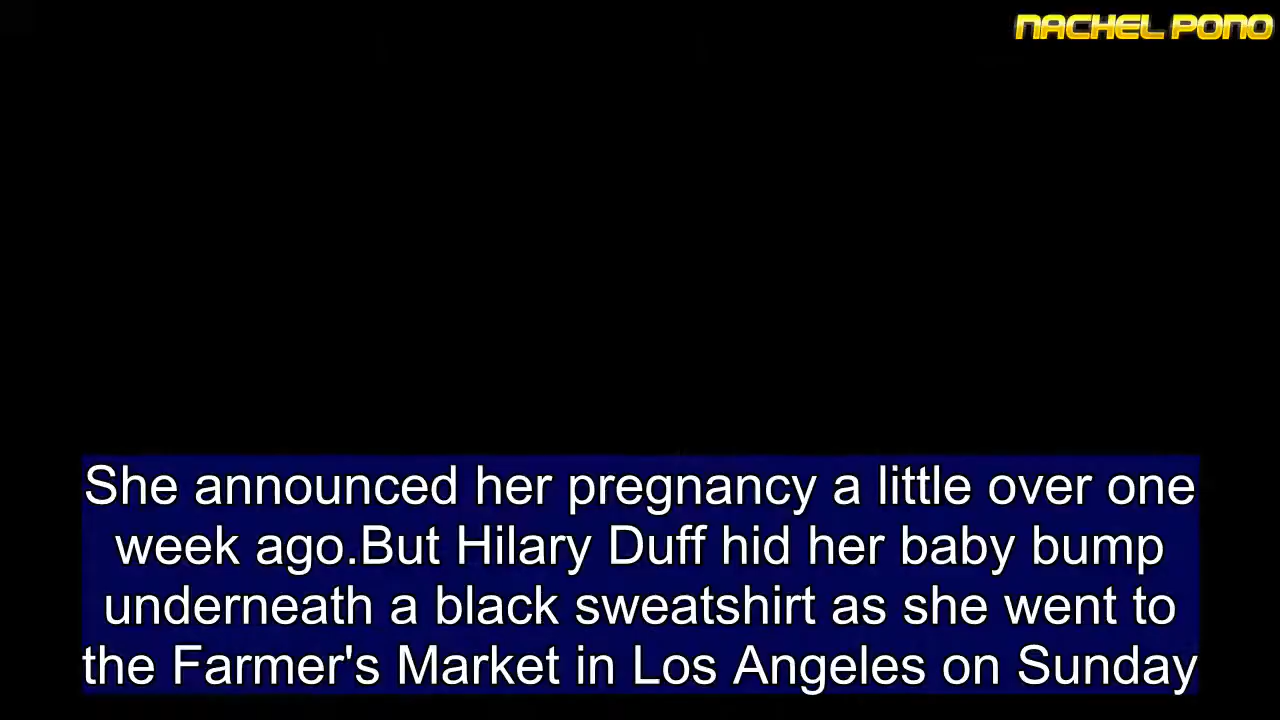 NACHEL PONO
She announced her pregnancy a little over one
week ago.But Hilary Duff hid her baby bump
underneath a black sweatshirt as she went to
the Farmer's Market in Los Angeles on Sunday